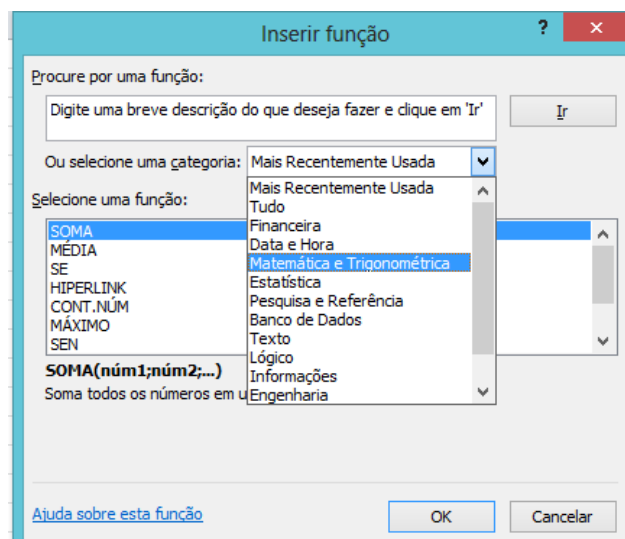 Inserir função
?
×
Procure por uma função:
Digite uma breve descrição do que deseja fazer e clique em 'Ir'
Ir
Ou selecione uma categoria:
Mais Recentemente Usada
Mais Recentemente Usada
Tudo
Financeira
Data e Hora
Matemática e Trigonométrica
Estatística
Pesquisa e Referência
Banco de Dados
Texto
Lógico
Informações
Engenharia
Selecione uma função:
SOMA
MÉDIA
SE
HIPERLINK
CONT.NÚM
MÁXIMO
SEN
SOMA(núm1;núm2;...)
Soma todos os números em u
Ajuda sobre esta função
OK
Cancelar